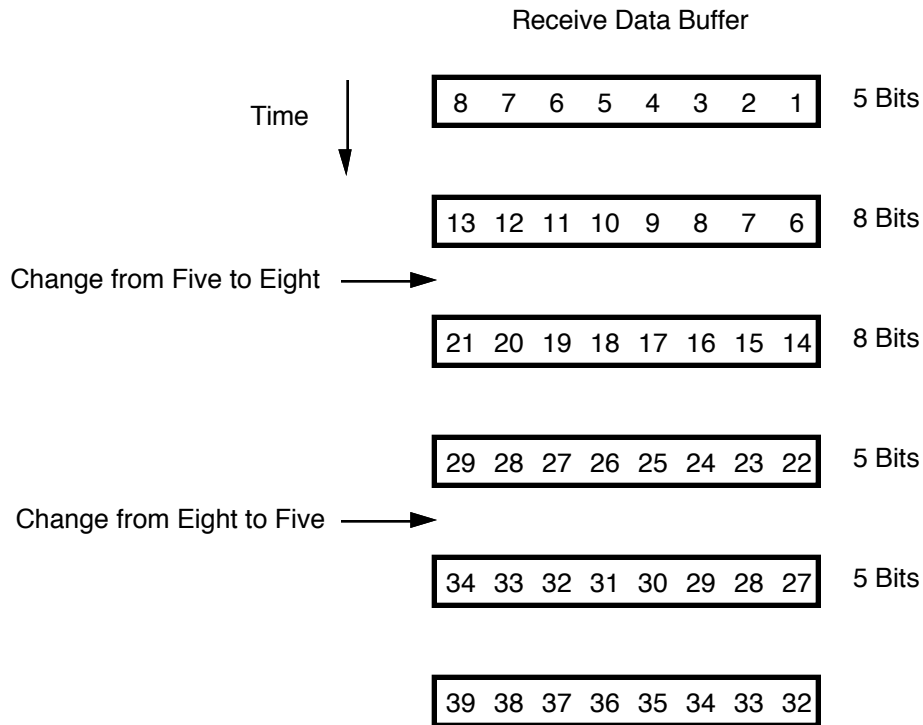 Receive Data Buffer
8 7 6 5 4 3 2 1 5 Bits
Time
13 12 11 10 9 8 7 6 8 Bits
Change from Five to Eight
21 20 19 18 17 16 15 14 8 Bits
29 28 27 26 25 24 23 22 5 Bits
Change from Eight to Five
34 33 32 31 30 29 28 27 5 Bits
39 38 37 36 35 34 33 32